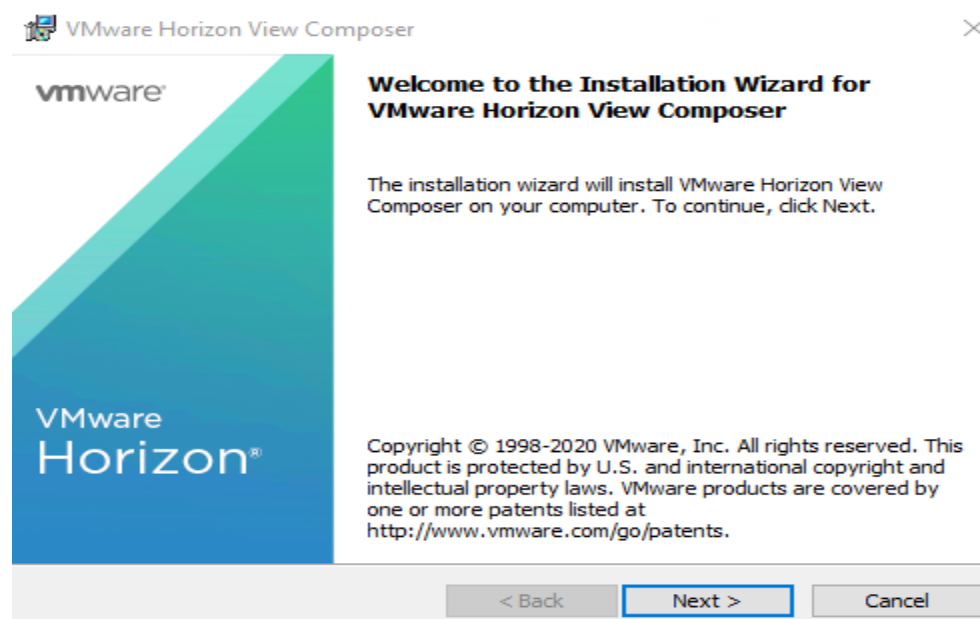 VMware Horizon View Composer
vmware
Welcome to the Installation Wizard for
VMware Horizon View Composer
The installation wizard will install VMware Horizon View
Composer on your computer. To continue, click Next.
VMware
Horizon®
Copyright © 1998-2020 VMware, Inc. All rights reserved. This
product is protected by U.S. and international copyright and
intellectual property laws. VMware products are covered by
one or more patents listed at
http://www.vmware.com/go/patents.
< Back Next > Cancel